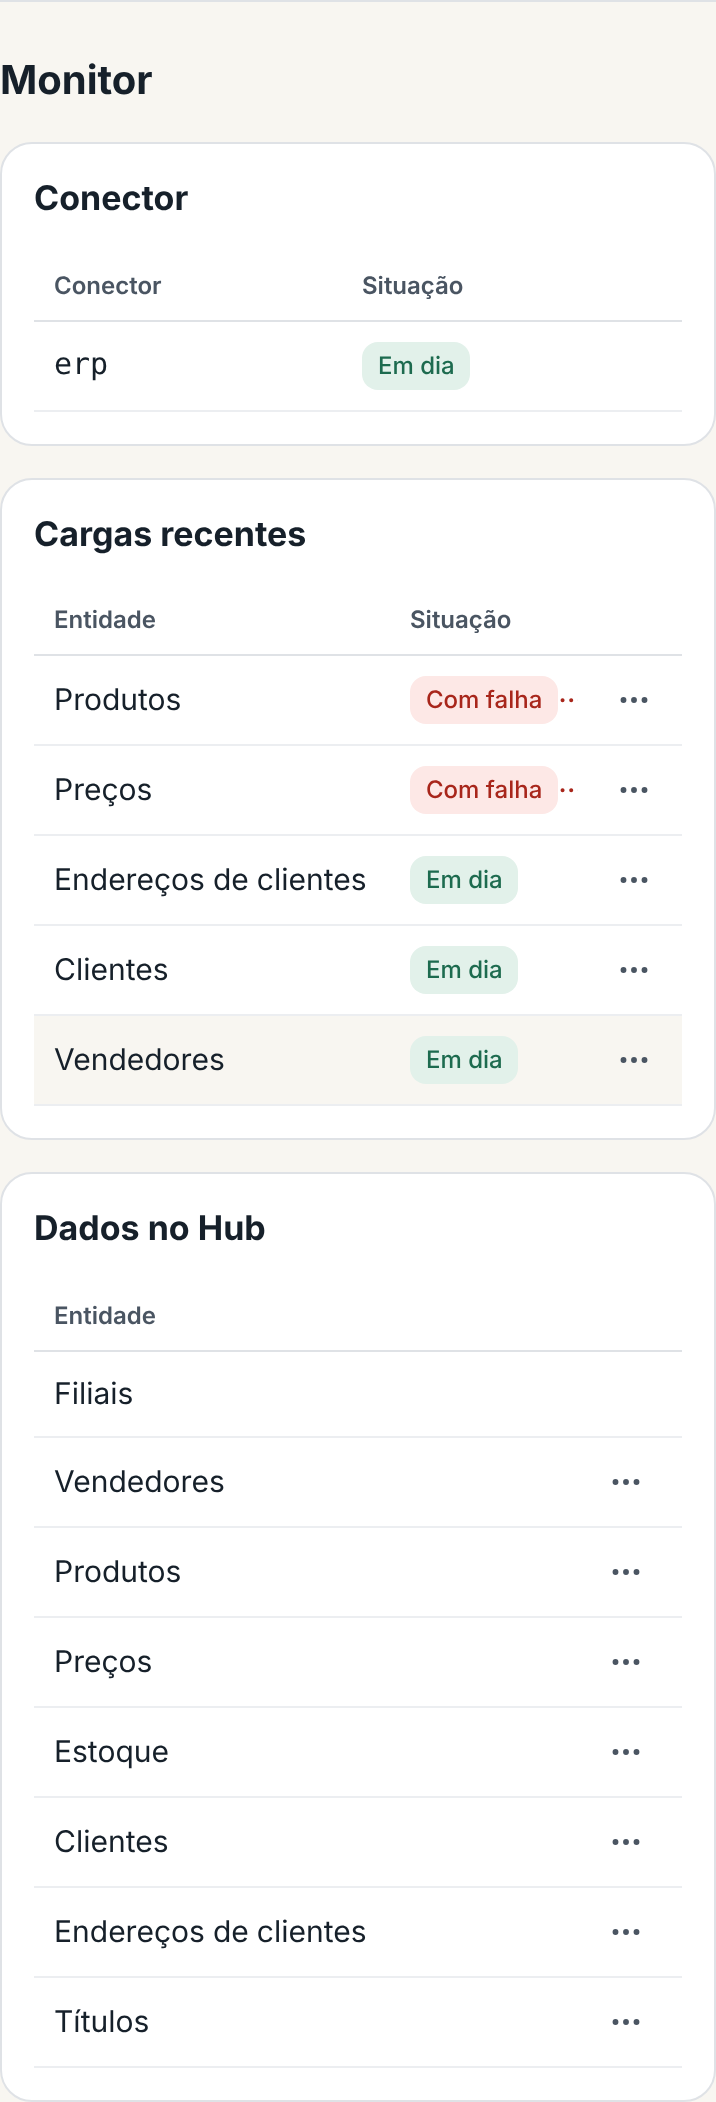 Monitor
Conector
Conector Situação
erp Em dia
Cargas recentes
Entidade Situação
Produtos Com falha ·· ···
Preços Com falha ·· ···
Endereços de clientes Em dia ···
Clientes Em dia ···
Vendedores Em dia ···
Dados no Hub
Entidade
Filiais
Vendedores ···
Produtos ···
Preços ···
Estoque ···
Clientes ···
Endereços de clientes ···
Títulos ···